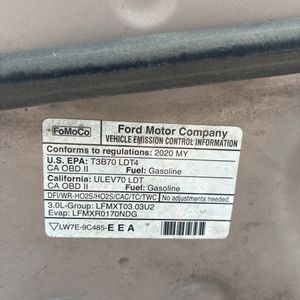 FoMoCo
Ford Motor Company
VEHICLE EMISSION CONTROL INFORMATION
Conforms to regulations: 2020 MY
U.S. EPA: T3B70 LDT4
CA OBD II Fuel: Gasoline
California: ULEV70 LDT
CA OBD II Fuel: Gasoline
DFI/WR-HO2S/HO2S/CAC/TC/TWC No adjustments needed.
3.0L-Group: LFMXT03.03U2
Evap: LFMXR0170NDG
LW7E-9C485-EEA